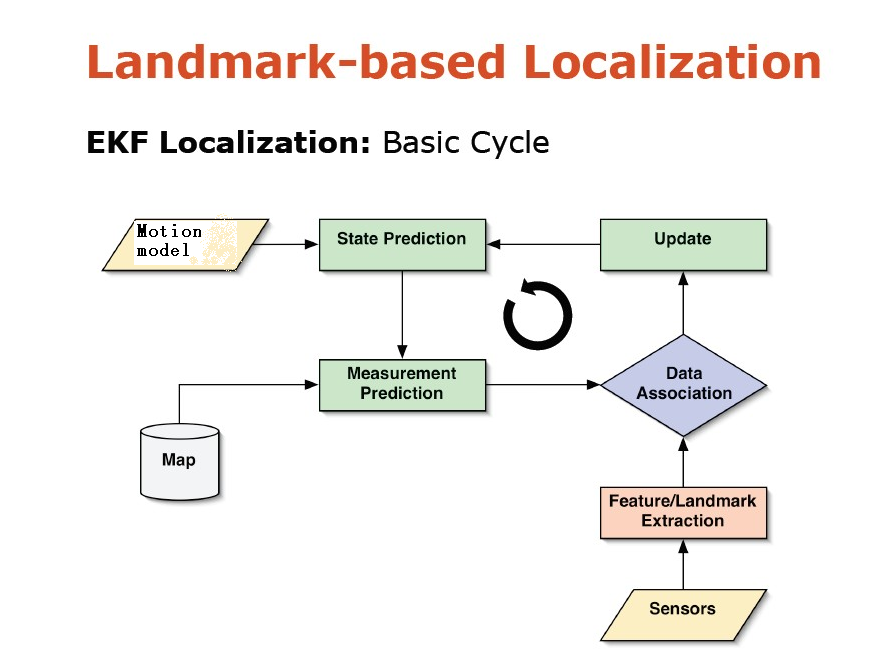 Landmark-based Localization
EKF Localization: Basic Cycle
Motion
model
State Prediction
Update
Measurement
Prediction
Data
Association
Map
Feature/Landmark
Extraction
Sensors